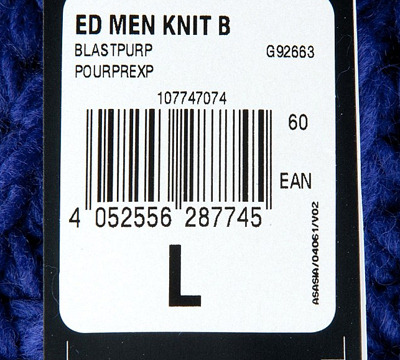 ED MEN KNIT B
BLASTPURP G92663
POURPREXP
107747074
60
EAN
4 052556 287745
L
ASASIA/04061/V02